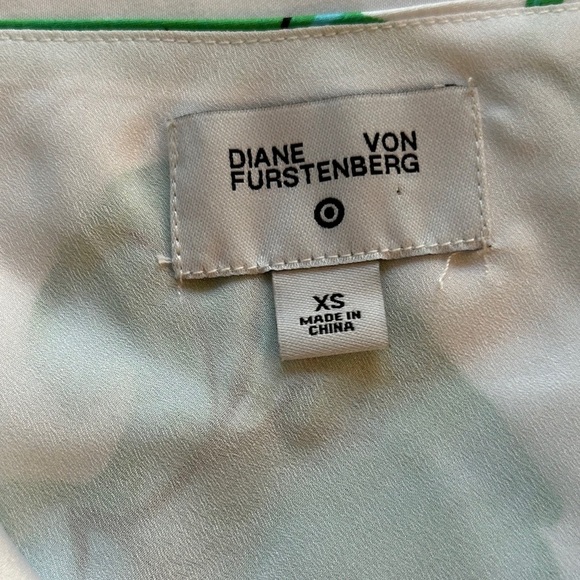 DIANE VON
FURSTENBERG
XS
MADE IN
CHINA